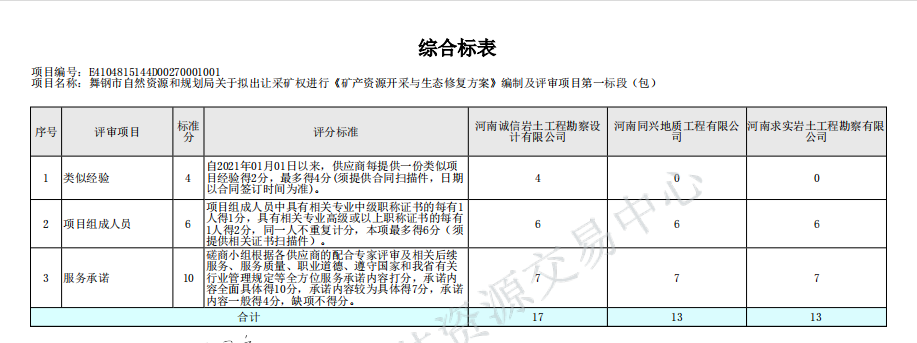 综合标表
项目编号: E4104815144D00270001001
项目名称: 舞钢市自然资源和规划局关于拟出让采矿权进行《矿产资源开采与生态修复方案》编制及评审项目第一标段（包）
序号 评审项目 标准分 评分标准 河南诚信岩土工程勘察设计有限公司 河南同兴地质工程有限公司 河南求实岩土工程勘察有限公司
1 类似经验 4
自2021年01月01日以来，供应商每提供一份类似项
目经验得2分，最多得4分(须提供合同扫描件，日期
以合同签订时间为准)。
4 0 0
2 项目组成人员 6
项目组成人员中具有相关专业中级职称证书的每有1
人得1分，具有相关专业高级或以上职称证书的每有
1人得2分，同一人不重复计分，本项最多得6分（须
提供相关证书扫描件）。
6 6 6
3 服务承诺 10
磋商小组根据各供应商的配合专家评审及相关后续
服务、服务质量、职业道德、遵守国家和我省有关
行业管理规定等全方位服务承诺内容打分，承诺内
容全面具体得10分，承诺内容较为具体得7分，承诺
内容一般得4分，缺项不得分。
7 7 7
合计 17 13 13
资源交易中心